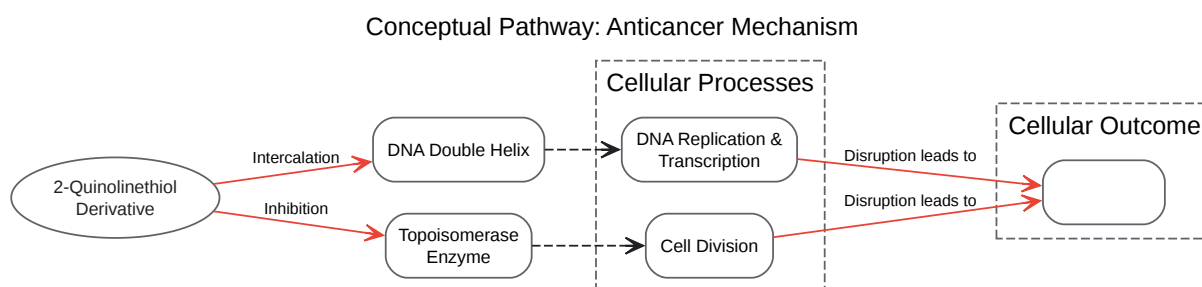 Conceptual Pathway: Anticancer Mechanism
Cellular Processes
Cellular Outcome
2-Quinolinethiol
Derivative
Intercalation
Inhibition
DNA Double Helix
Topoisomerase
Enzyme
DNA Replication &
Transcription
Cell Division
Disruption leads to
Disruption leads to